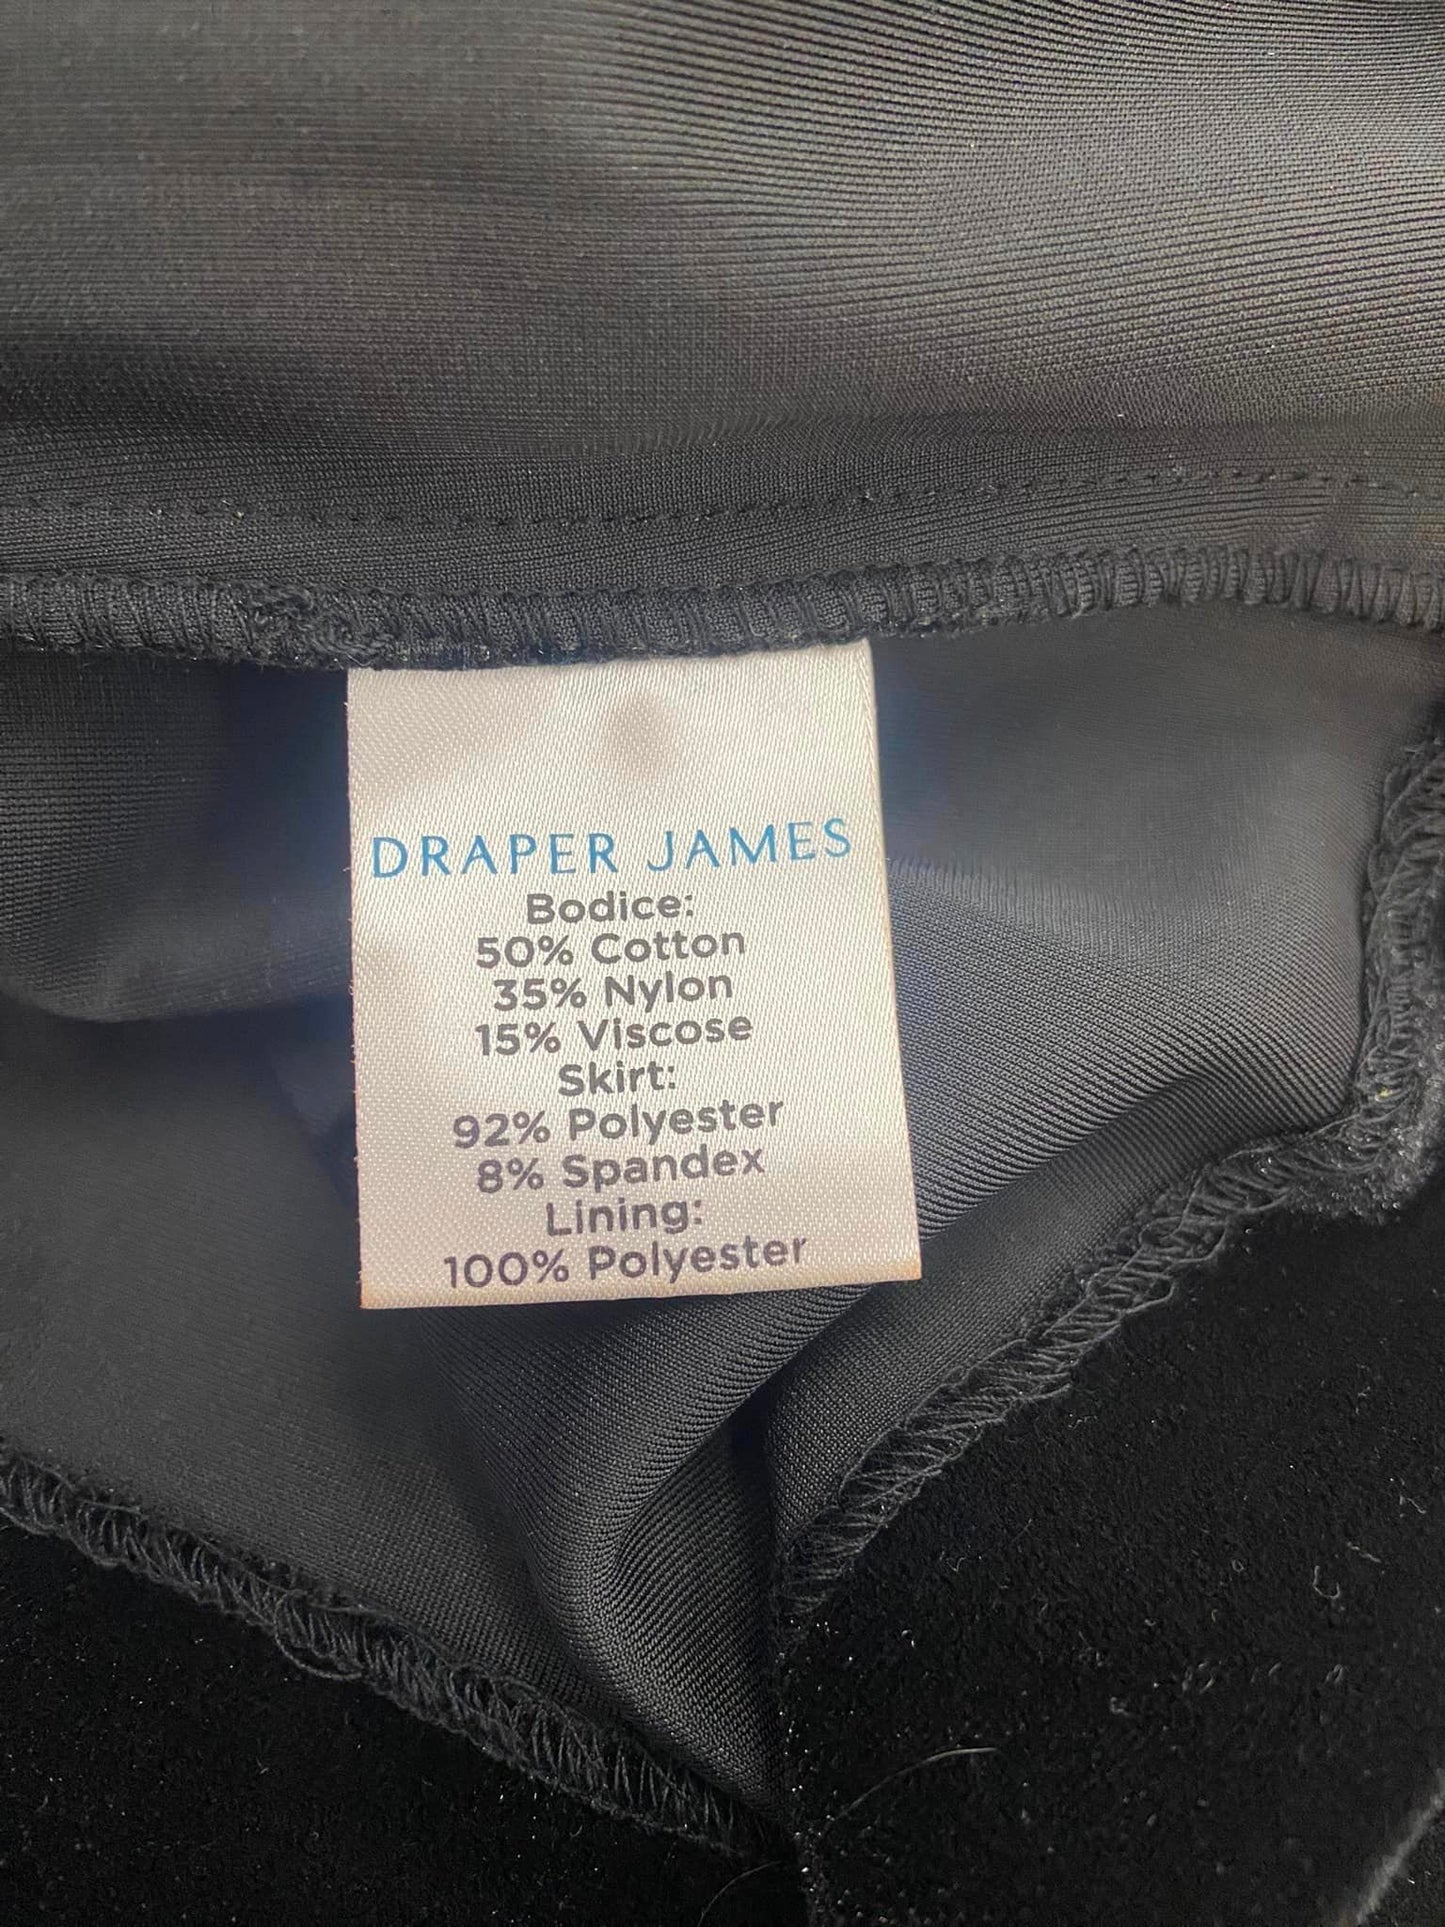 DRAPER JAMES
Bodice:
50% Cotton
35% Nylon
15% Viscose
Skirt:
92% Polyester
8% Spandex
Lining:
100% Polyester